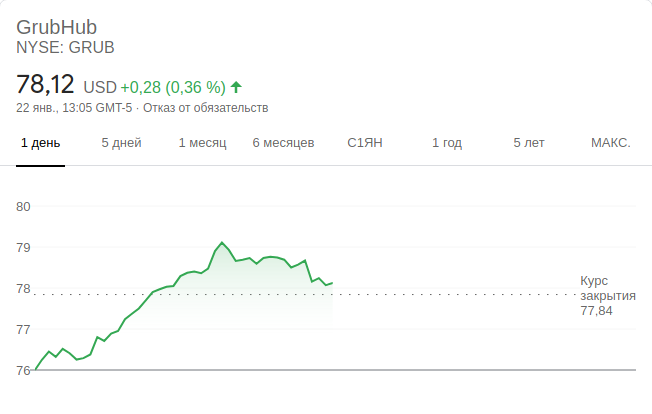 GrubHub
NYSE: GRUB
78,12 USD +0,28 (0,36 %)
22 янв., 13:05 GMT-5 · Отказ от обязательств
1 день 5 дней 1 месяц 6 месяцев С1ЯН 1 год 5 лет МАКС.
80
79
78
77
76
Курс
закрытия
77,84